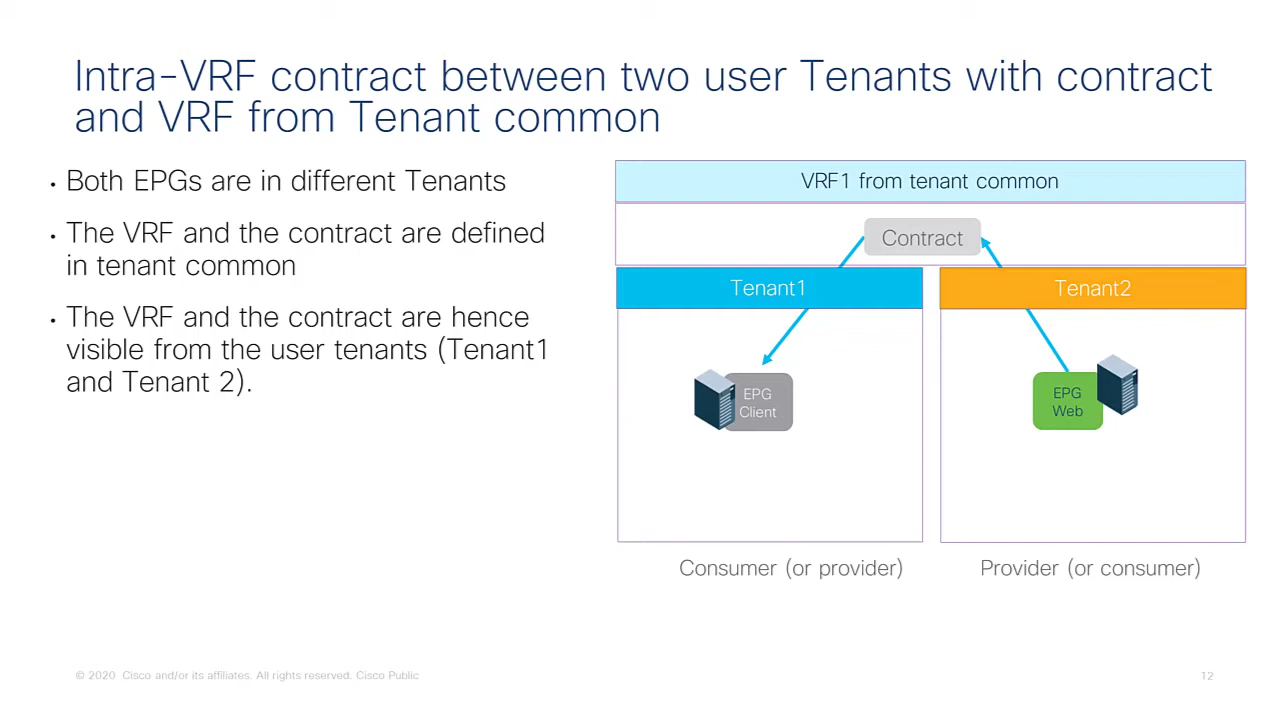 Intra-VRF contract between two user Tenants with contract
and VRF from Tenant common
• Both EPGs are in different Tenants
• The VRF and the contract are defined
in tenant common
• The VRF and the contract are hence
visible from the user tenants (Tenant1
and Tenant 2).
VRF1 from tenant common
Contract
Tenant1
Tenant2
EPG
Client
EPG
Web
Consumer (or provider)
Provider (or consumer)
© 2020 Cisco and/or its affiliates. All rights reserved. Cisco Public
12